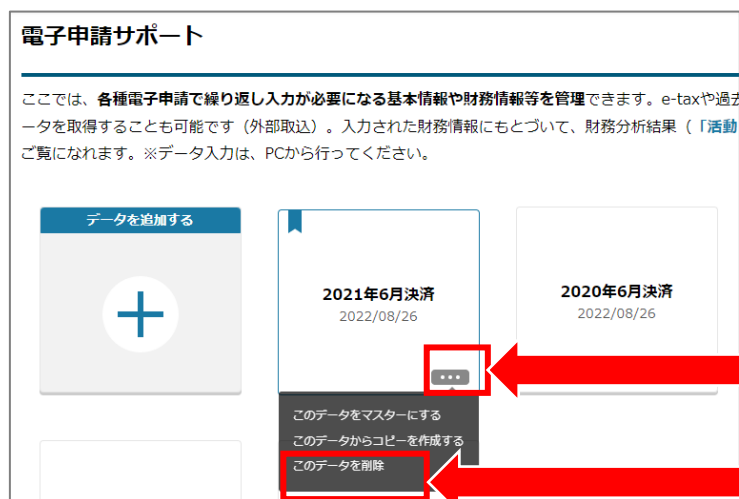 電子申請サポート
ここでは、各種電子申請で繰り返し入力が必要になる基本情報や財務情報等を管理できます。e-taxや過去
ータを取得することも可能です（外部取込）。入力された財務情報にもとづいて、財務分析結果（「活動
ご覧になれます。※データ入力は、PCから行ってください。
データを追加する
2021年6月決済
2022/08/26
2020年6月決済
2022/08/26
このデータをマスターにする
このデータからコピーを作成する
このデータを削除